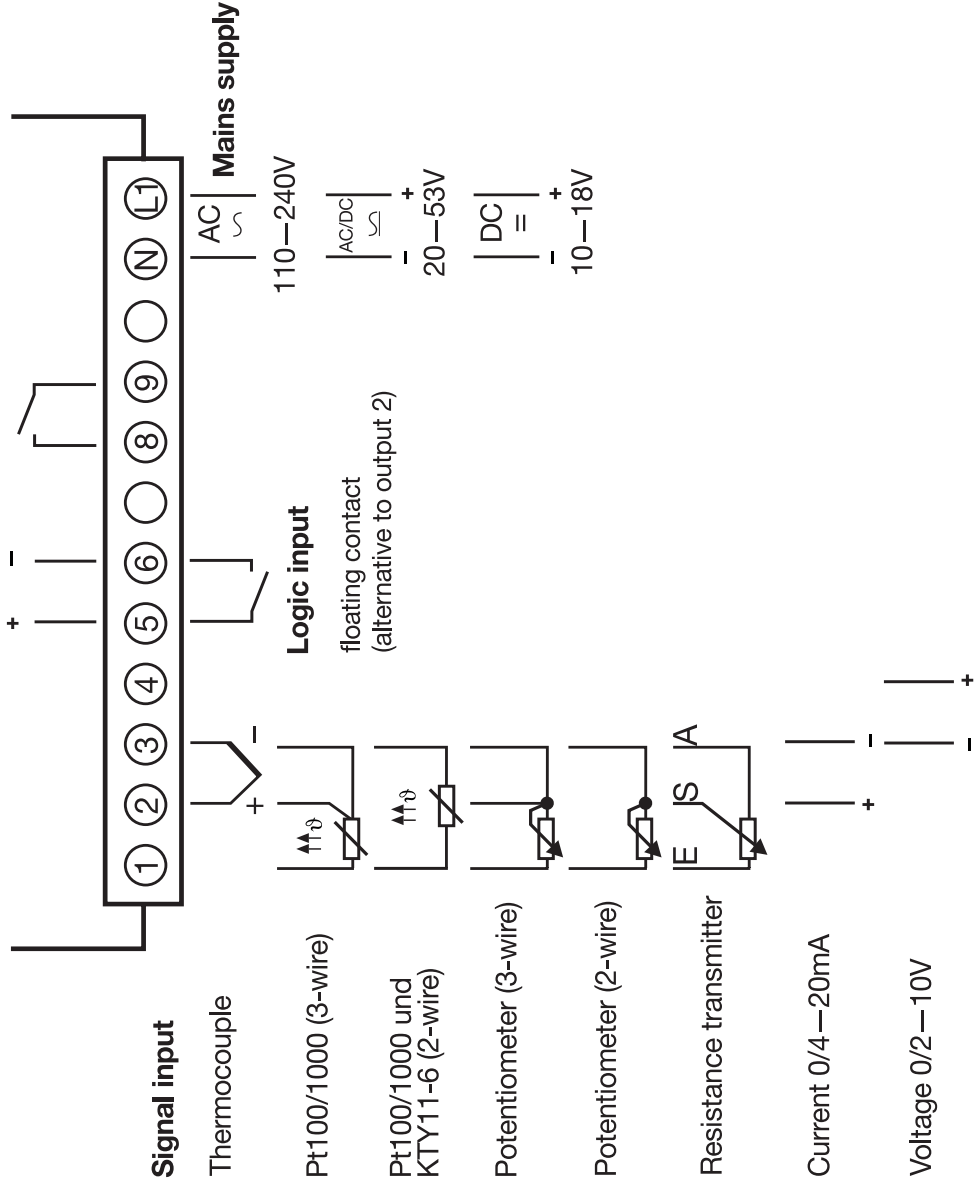 + −
1 2 3 4 5 6 8 9 N L1
Signal input
Thermocouple
+ −
Pt100/1000 (3-wire)
ϑ
Pt100/1000 und
KTY11-6 (2-wire)
ϑ
Potentiometer (3-wire)
Potentiometer (2-wire)
Resistance transmitter
E S A
Current 0/4—20mA
+ −
Voltage 0/2—10V
− +
Logic input
floating contact
(alternative to output 2)
Mains supply
AC
110—240V
AC/DC
− +
20—53V
DC
=
− +
10—18V